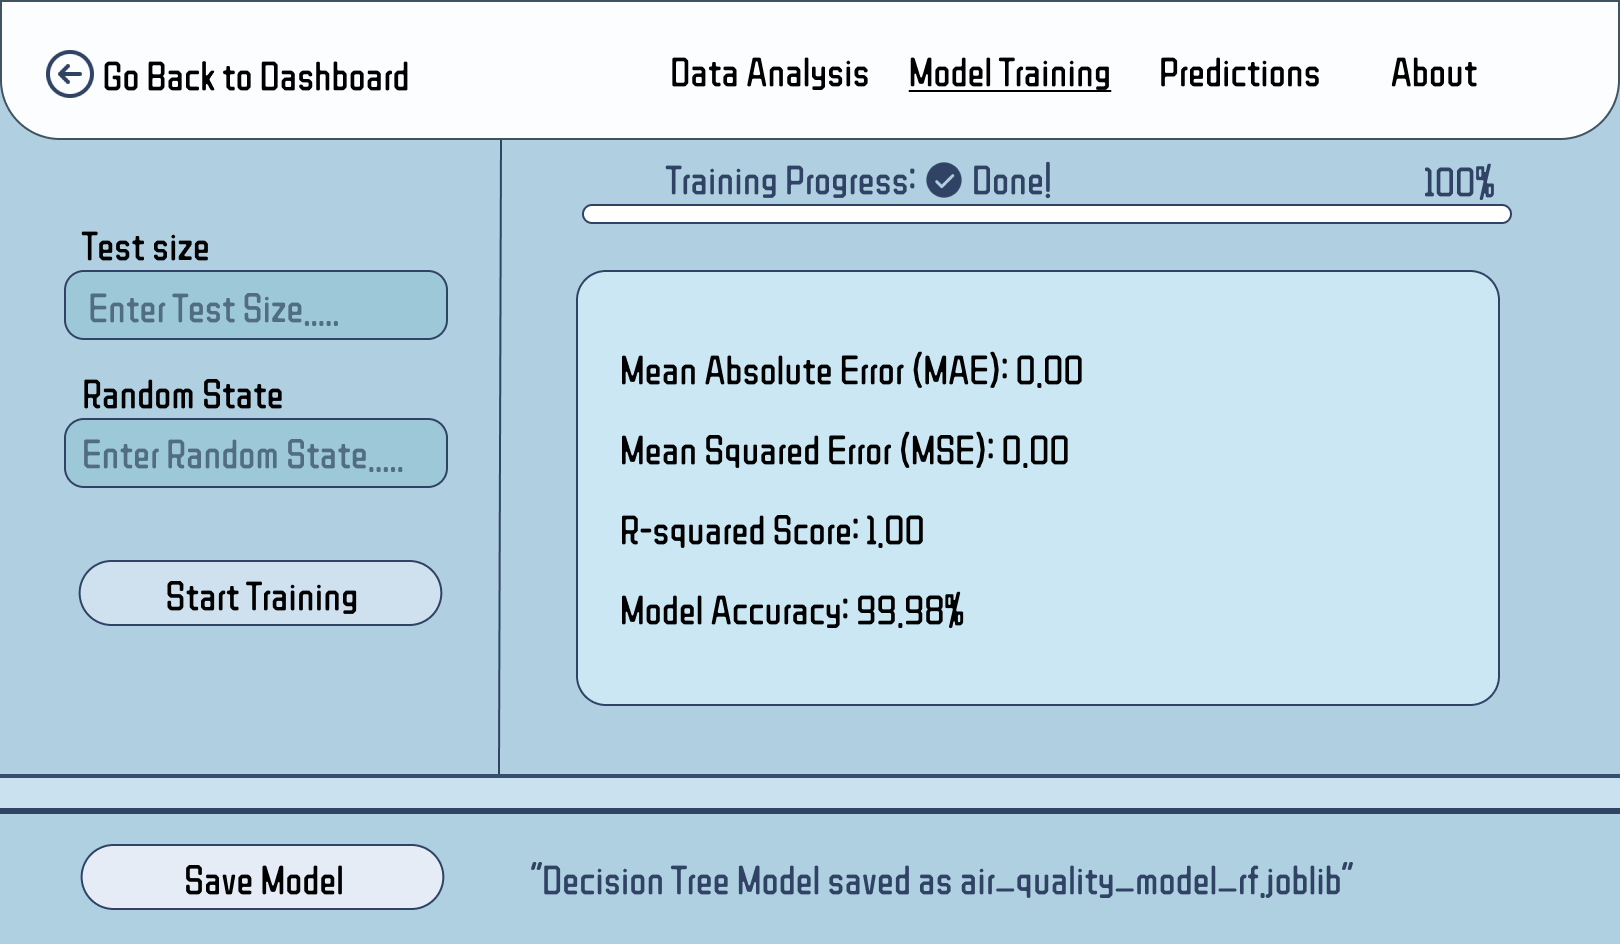 Go Back to Dashboard Data Analysis Model Training Predictions About
Training Progress: Done! 100%
Test size
Enter Test Size.....
Random State
Enter Random State.....
Start Training
Mean Absolute Error (MAE): 0.00
Mean Squared Error (MSE): 0.00
R-squared Score: 1.00
Model Accuracy: 99.98%
Save Model
"Decision Tree Model saved as air_quality_model_rf.joblib"